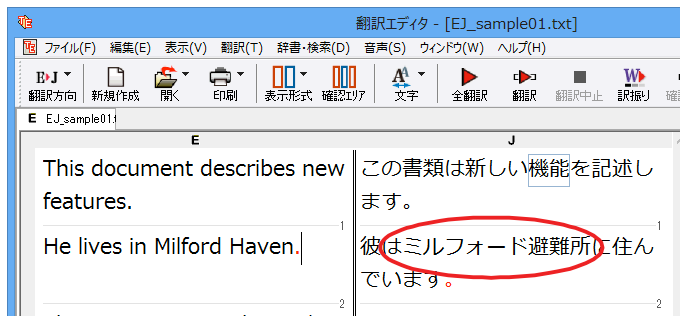 翻訳エディタ - [EJ_sample01.txt]
ファイル(F) 編集(E) 表示(V) 翻訳(T) 辞書・検索(D) 音声(S) ウィンドウ(W) ヘルプ(H)
翻訳方向 新規作成 開く 印刷 表示形式 確認エリア 文字 全翻訳 翻訳 翻訳中止 訳振り
E EJ_sample01.t
E J
This document describes new
features.
1
この書類は新しい機能を記述し
ます。
1
He lives in Milford Haven.
2
彼はミルフォード避難所に住ん
でいます。
2